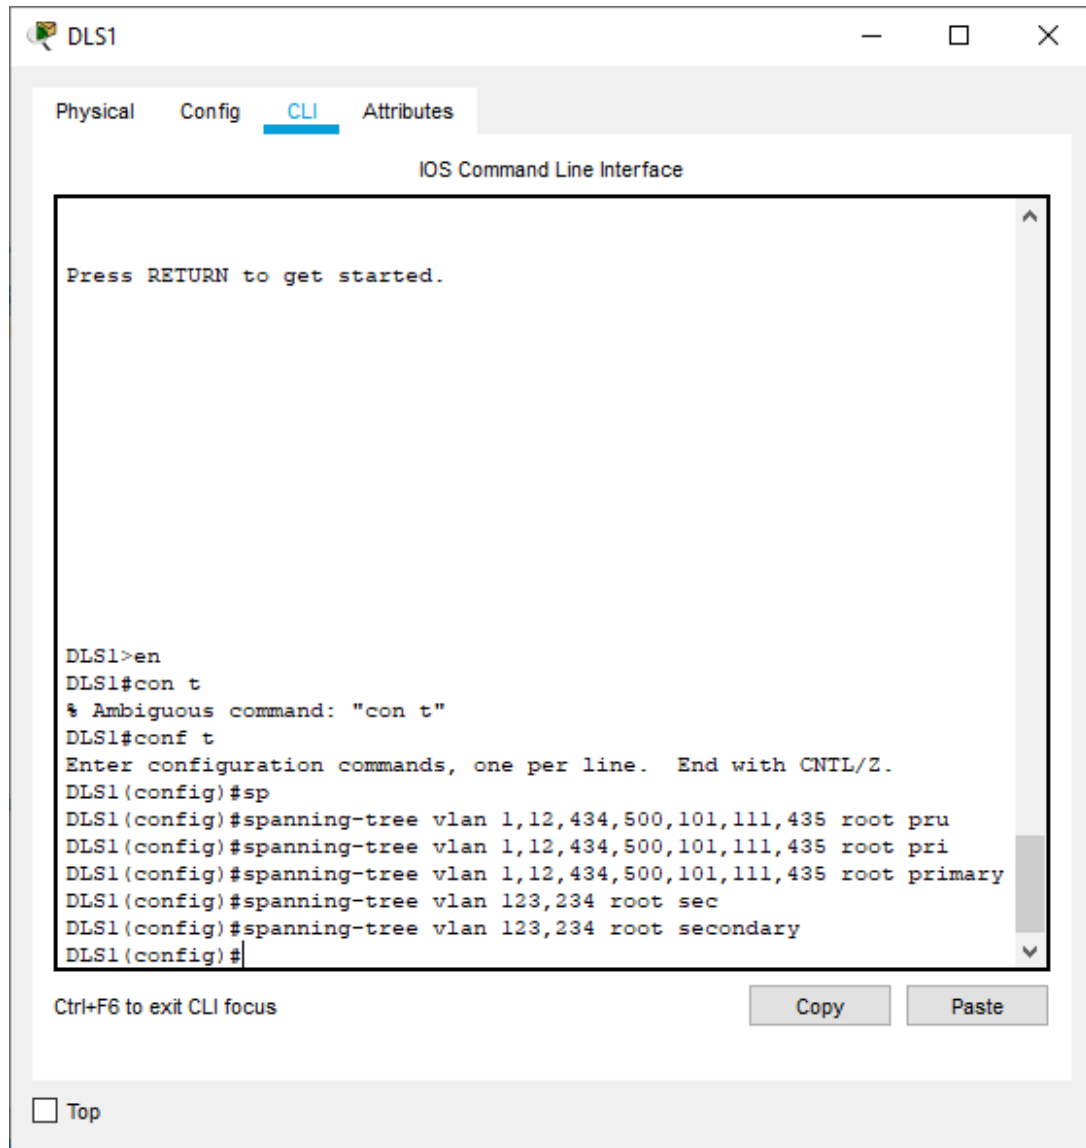 DLS1
Physical Config CLI Attributes
IOS Command Line Interface
Press RETURN to get started.
DLS1>en
DLS1#con t
% Ambiguous command: "con t"
DLS1#conf t
Enter configuration commands, one per line.  End with CNTL/Z.
DLS1(config)#sp
DLS1(config)#spanning-tree vlan 1,12,434,500,101,111,435 root pru
DLS1(config)#spanning-tree vlan 1,12,434,500,101,111,435 root pri
DLS1(config)#spanning-tree vlan 1,12,434,500,101,111,435 root primary
DLS1(config)#spanning-tree vlan 123,234 root sec
DLS1(config)#spanning-tree vlan 123,234 root secondary
DLS1(config)#
Ctrl+F6 to exit CLI focus
Copy Paste
Top